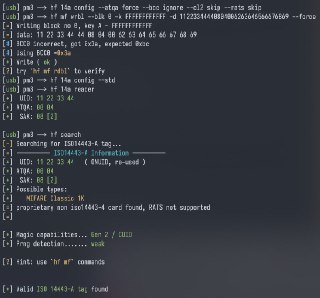 [usb] pm3 --> hf 14a config --atqa force --bcc ignore --cl2 skip --rats skip
[usb] pm3 --> hf mf wrbl --blk 0 -k FFFFFFFFFFFF -d --force
[=] Writing block no 0, key A - FFFFFFFFFFFF
[=] data: 11 22 33 44 44 08 04 00 62 63 64 65 66 67 68 69
[#] BCC0 incorrect, got 0x3a, expected 0xbc
[#] Using BCC0 =0x3a
[+] Write ( ok )
[?] try `hf mf rdbl` to verify
[usb] pm3 --> hf 14a config --std
[usb] pm3 --> hf 14a reader
[+] UID: 11 22 33 44
[+] ATQA: 00 04
[+] SAK: 08 [2]
[usb] pm3 --> hf search
Searching for ISO14443-A tag...
[+] ---------- ISO14443-A Information ----------
[+] UID: 11 22 33 44 ( ONUID, re-used )
[+] ATQA: 00 04
[+] SAK: 08 [2]
[+] Possible types:
[+] MIFARE Classic 1K
[=] proprietary non iso14443-4 card found, RATS not supported
[=]
[+] Magic capabilities... Gen 2 / CUID
[+] Prng detection....... weak
[?] Hint: use `hf mf` commands
[+] Valid ISO 14443-A tag found